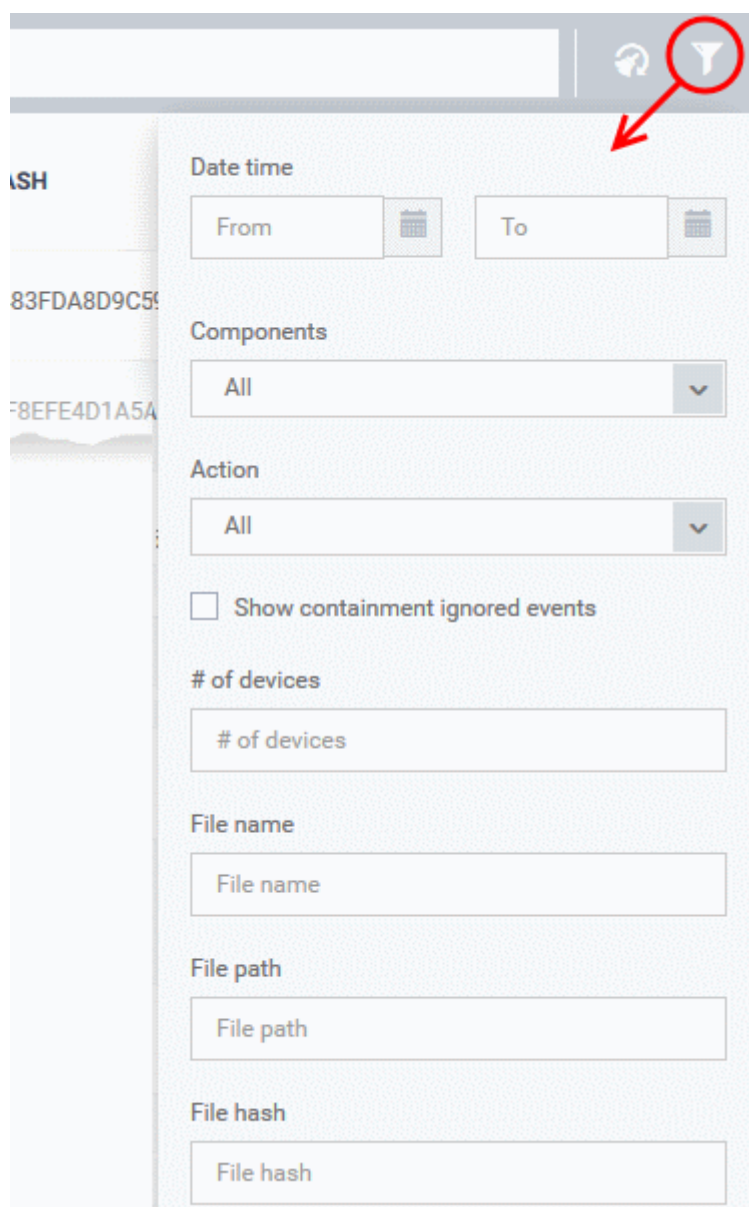 Date time
ASH
From To
83FDA8D9C59
Components
All
F8EFE4D1A5A
Action
All
Show containment ignored events
# of devices
# of devices
File name
File name
File path
File path
File hash
File hash